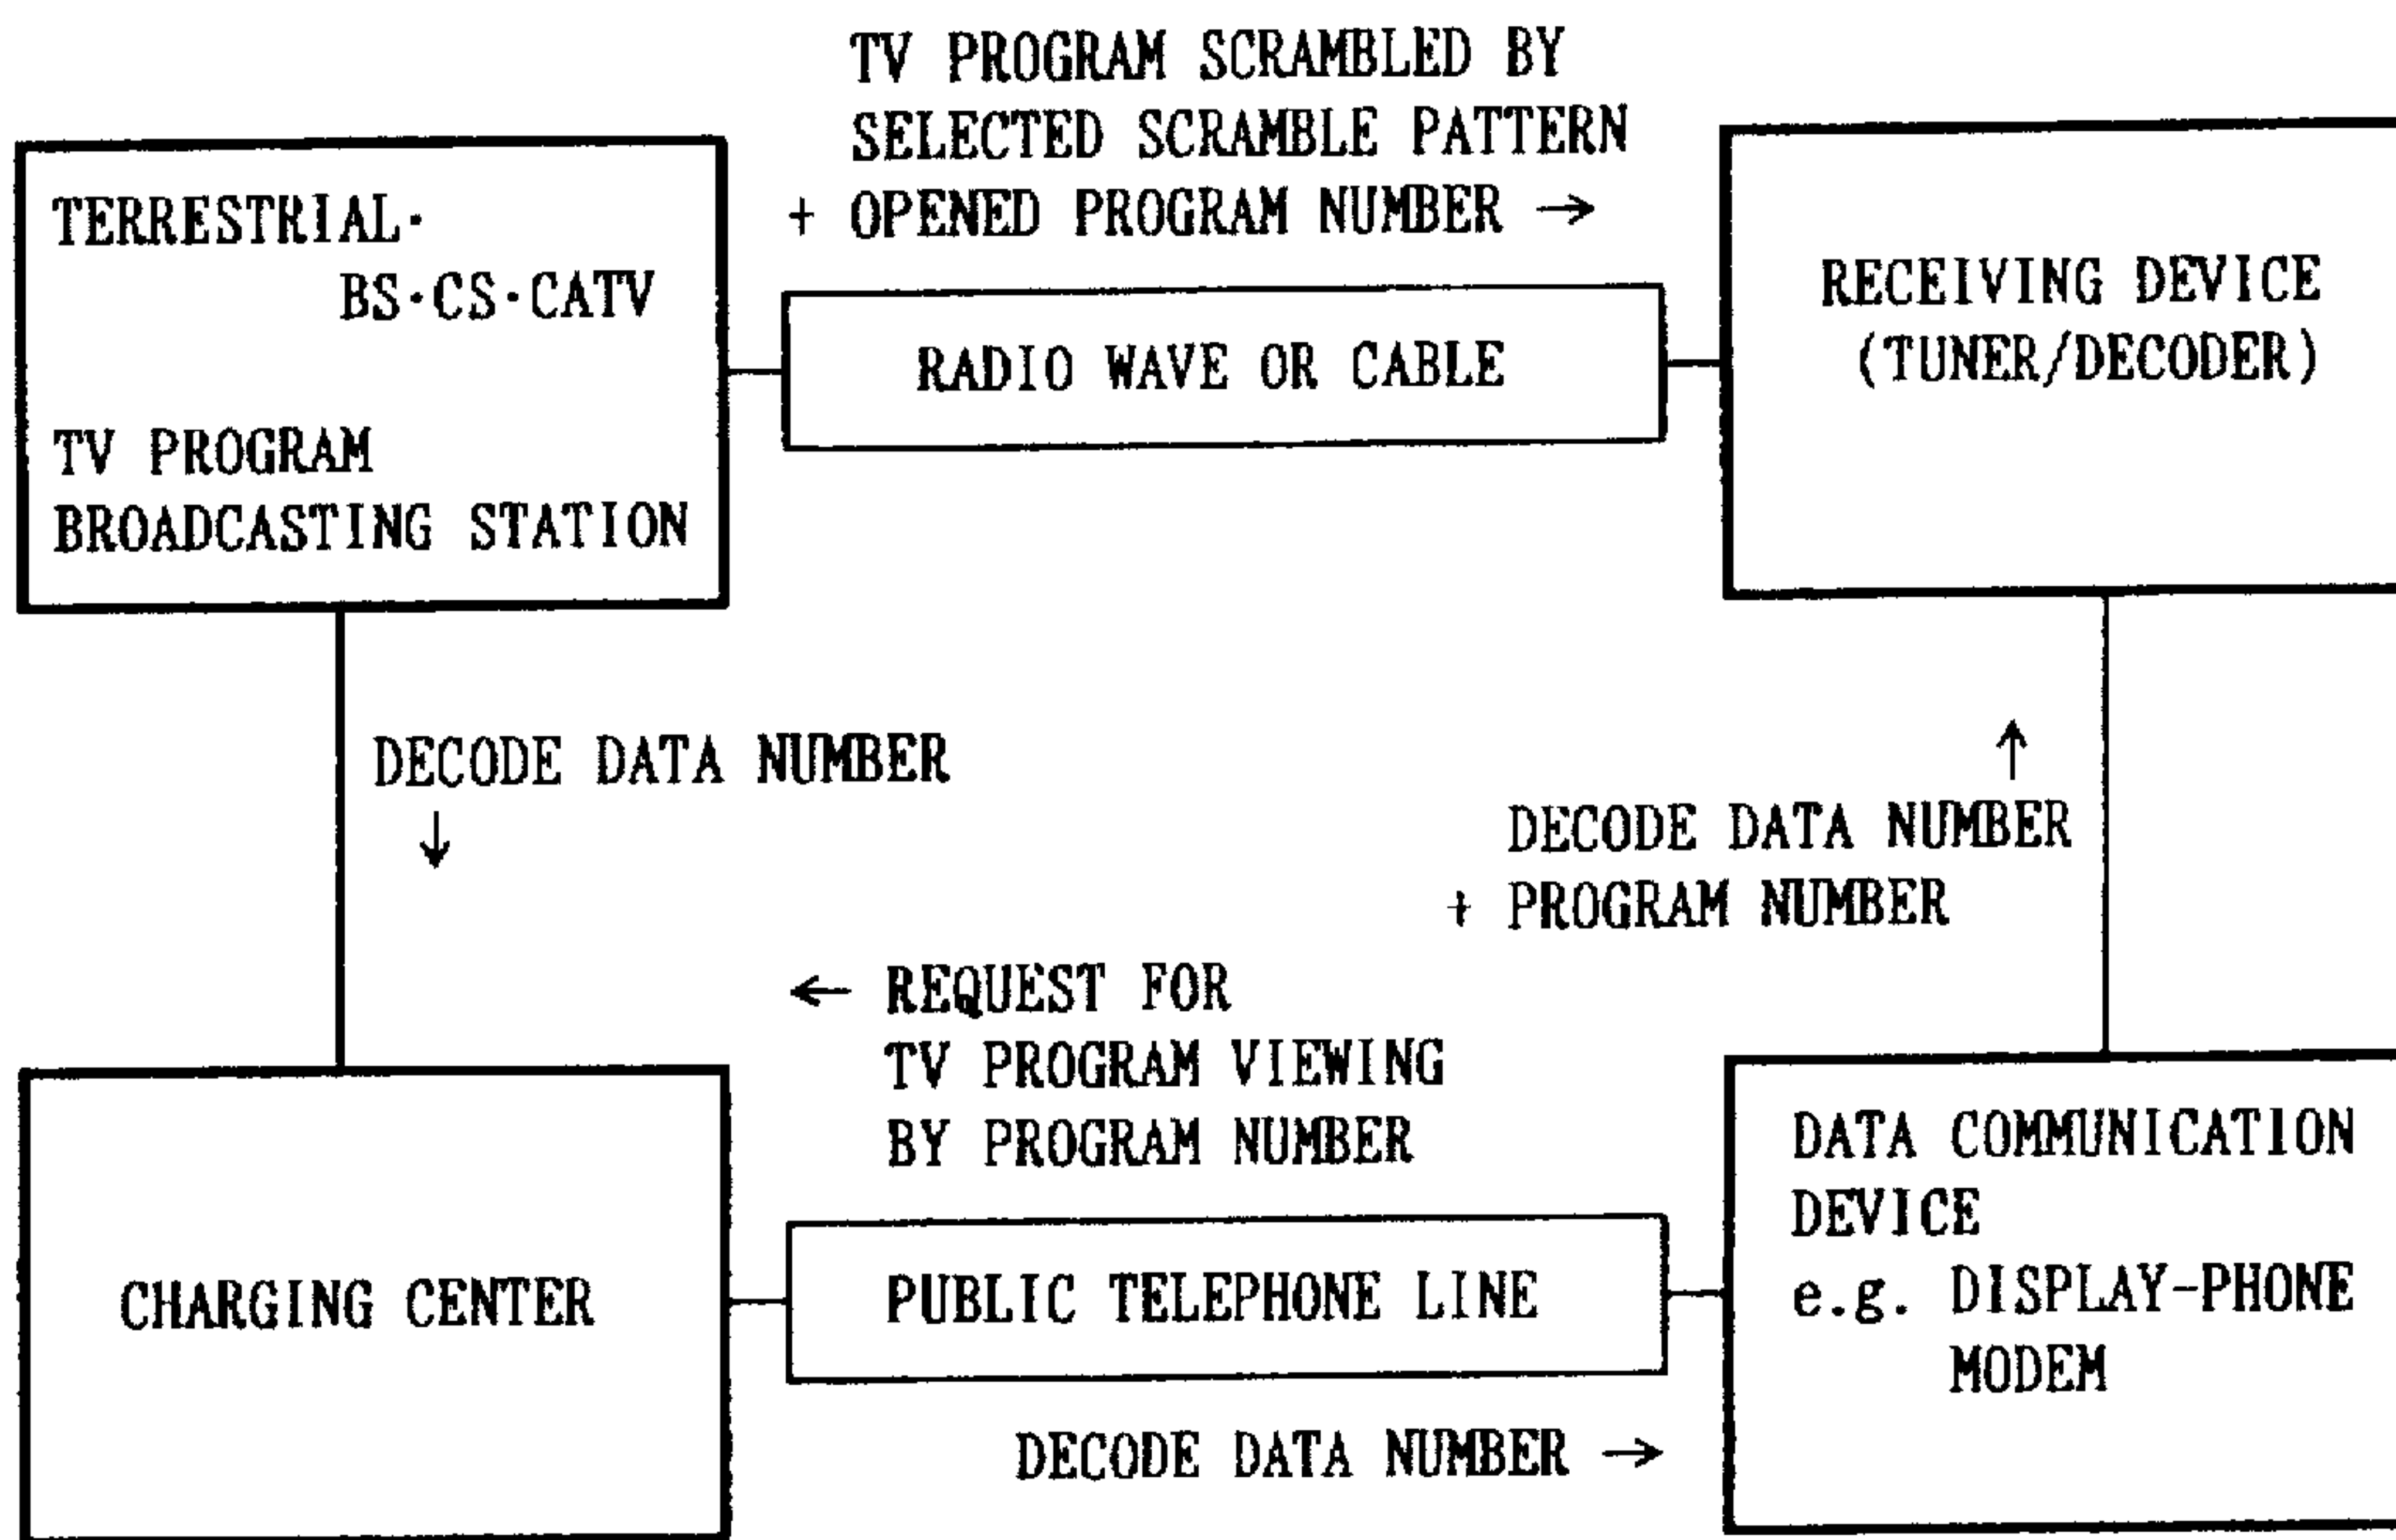 TV PROGRAM SCRAMBLED BY
SELECTED SCRAMBLE PATTERN
+ OPENED PROGRAM NUMBER →
TERRESTRIAL·
BS·CS·CATV
TV PROGRAM
BROADCASTING STATION
RADIO WAVE OR CABLE
RECEIVING DEVICE
(TUNER/DECODER)
DECODE DATA NUMBER
↓
↑
DECODE DATA NUMBER
+ PROGRAM NUMBER
← REQUEST FOR
TV PROGRAM VIEWING
BY PROGRAM NUMBER
CHARGING CENTER
PUBLIC TELEPHONE LINE
DECODE DATA NUMBER →
DATA COMMUNICATION
DEVICE
e.g. DISPLAY-PHONE
MODEM